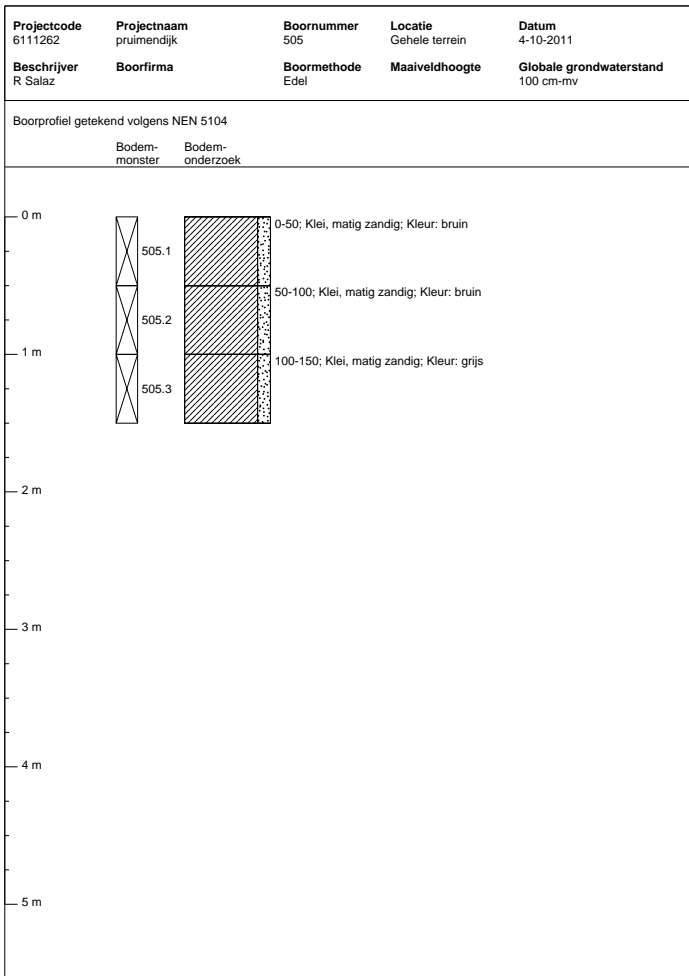 Projectcode Projectnaam Boornummer Locatie Datum
6111262 pruimendijk 505 Gehele terrein 4-10-2011
Beschrijver Boorfirma Boormethode Maaiveldhoogte Globale grondwaterstand
R Salaz Edel 100 cm-mv
Boorprofiel getekend volgens NEN 5104
Bodem- Bodem-
monster onderzoek
0 m
0-50; Klei, matig zandig; Kleur: bruin
505.1
50-100; Klei, matig zandig; Kleur: bruin
505.2
1 m
100-150; Klei, matig zandig; Kleur: grijs
505.3
2 m
3 m
4 m
5 m